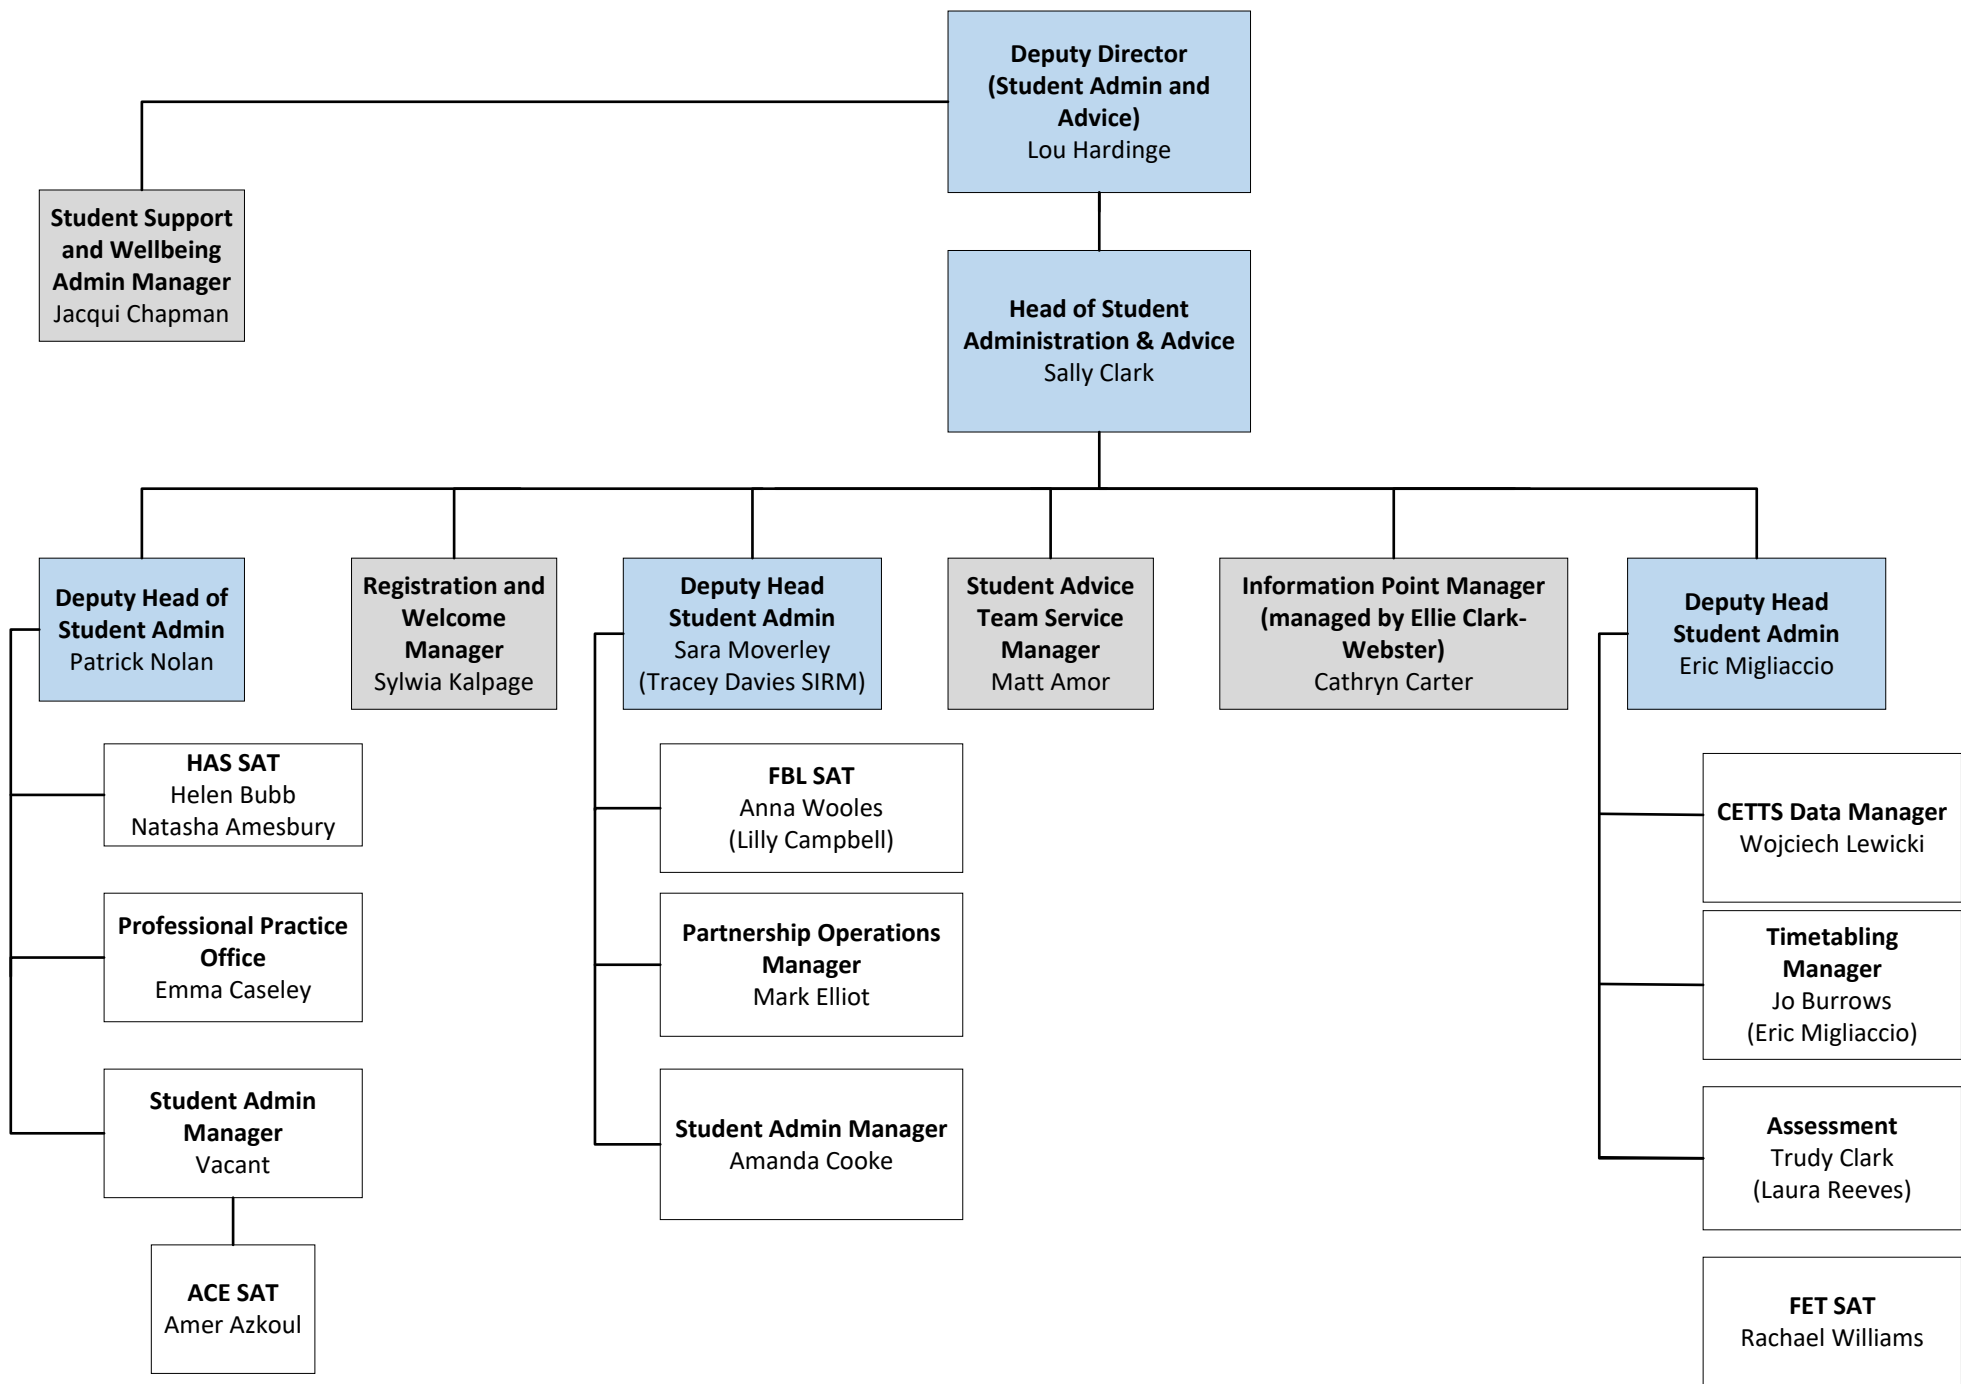 Deputy Director
(Student Admin and
Advice)
Lou Hardinge
Student Support
and Wellbeing
Admin Manager
Jacqui Chapman
Head of Student
Administration & Advice
Sally Clark
Deputy Head of
Student Admin
Patrick Nolan
Registration and
Welcome
Manager
Sylwia Kalpage
Deputy Head
Student Admin
Sara Moverley
(Tracey Davies SIRM)
Student Advice
Team Service
Manager
Matt Amor
Information Point Manager
(managed by Ellie Clark-
Webster)
Cathryn Carter
Deputy Head
Student Admin
Eric Migliaccio
HAS SAT
Helen Bubb
Natasha Amesbury
Professional Practice
Office
Emma Caseley
Student Admin
Manager
Vacant
ACE SAT
Amer Azkoul
FBL SAT
Anna Wooles
(Lilly Campbell)
Partnership Operations
Manager
Mark Elliot
Student Admin Manager
Amanda Cooke
CETTS Data Manager
Wojciech Lewicki
Timetabling
Manager
Jo Burrows
(Eric Migliaccio)
Assessment
Trudy Clark
(Laura Reeves)
FET SAT
Rachael Williams